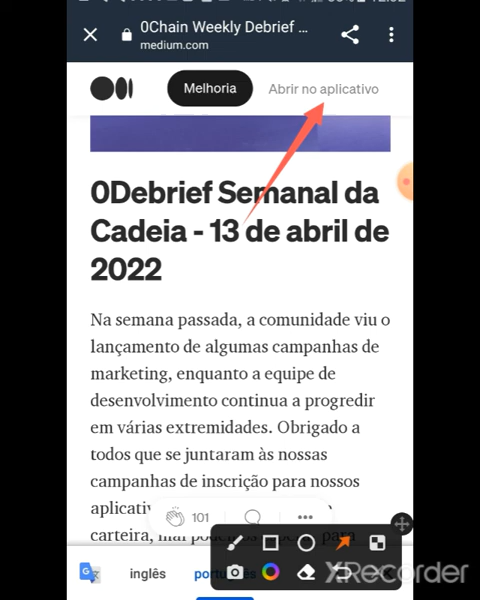 0Chain Weekly Debrief ...
medium.com
Melhoria
Abrir no aplicativo
0Debrief Semanal da
Cadeia - 13 de abril de
2022
Na semana passada, a comunidade viu o
lançamento de algumas campanhas de
marketing, enquanto a equipe de
desenvolvimento continua a progredir
em várias extremidades. Obrigado a
todos que se juntaram às nossas
campanhas de inscrição para nossos
101
carteira,
inglês
XRecorder